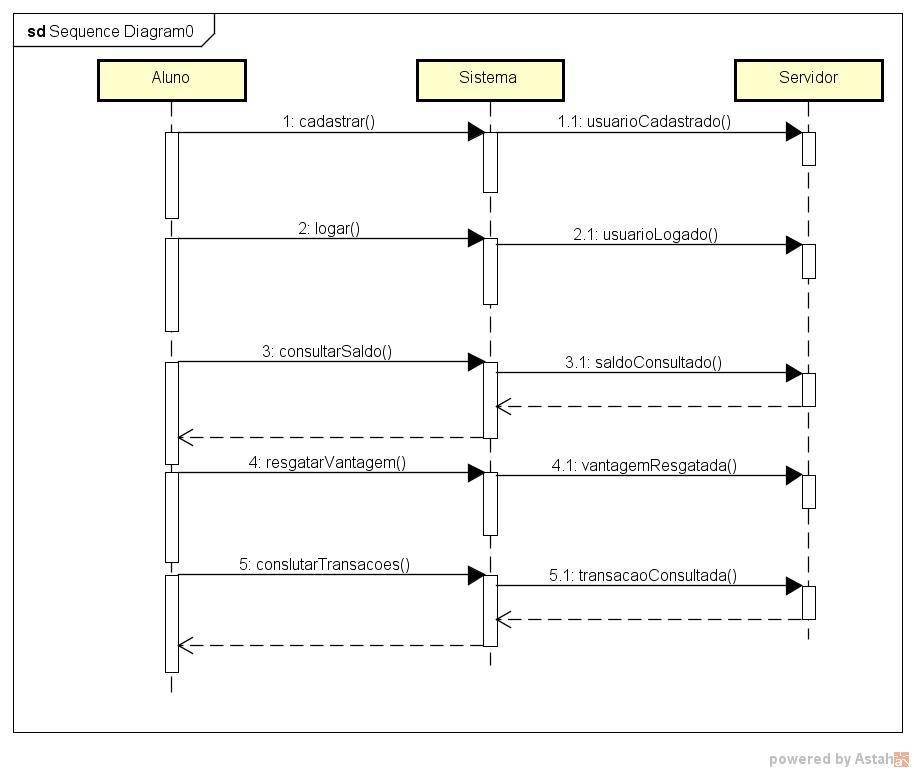 sd Sequence Diagram0
Aluno
Sistema
Servidor
1: cadastrar()
1.1: usuarioCadastrado()
2: logar()
2.1: usuarioLogado()
3: consultarSaldo()
3.1: saldoConsultado()
4: resgatarVantagem()
4.1: vantagemResgatada()
5: conslutarTransacoes()
5.1: transacaoConsultada()
powered by Astah